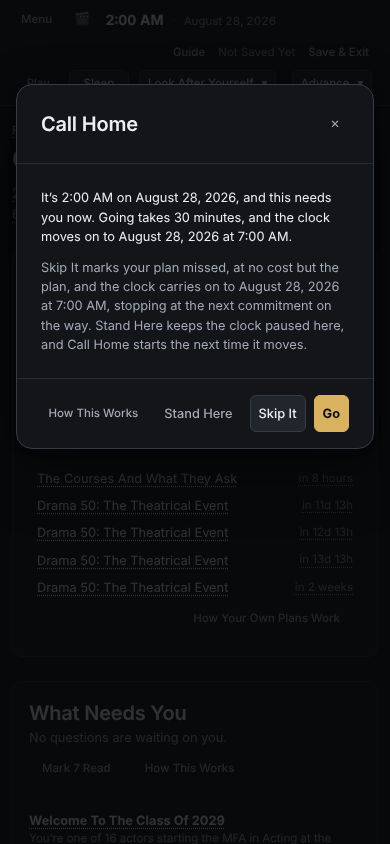 Menu 🎬 2:00 AM August 28, 2026
Guide Not Saved Yet Save & Exit
Play Sleep Look After Yourself Advance
Call Home ×
It's 2:00 AM on August 28, 2026, and this needs
you now. Going takes 30 minutes, and the clock
moves on to August 28, 2026 at 7:00 AM.
Skip It marks your plan missed, at no cost but the
plan, and the clock carries on to August 28, 2026
at 7:00 AM, stopping at the next commitment on
the way. Stand Here keeps the clock paused here,
and Call Home starts the next time it moves.
How This Works Stand Here Skip It Go
The Courses And What They Ask in 8 hours
Drama 50: The Theatrical Event in 11d 13h
Drama 50: The Theatrical Event in 12d 13h
Drama 50: The Theatrical Event in 13d 13h
Drama 50: The Theatrical Event in 2 weeks
How Your Own Plans Work
What Needs You
No questions are waiting on you.
Mark 7 Read How This Works
Welcome To The Class Of 2029
You're one of 16 actors starting the MFA in Acting at the